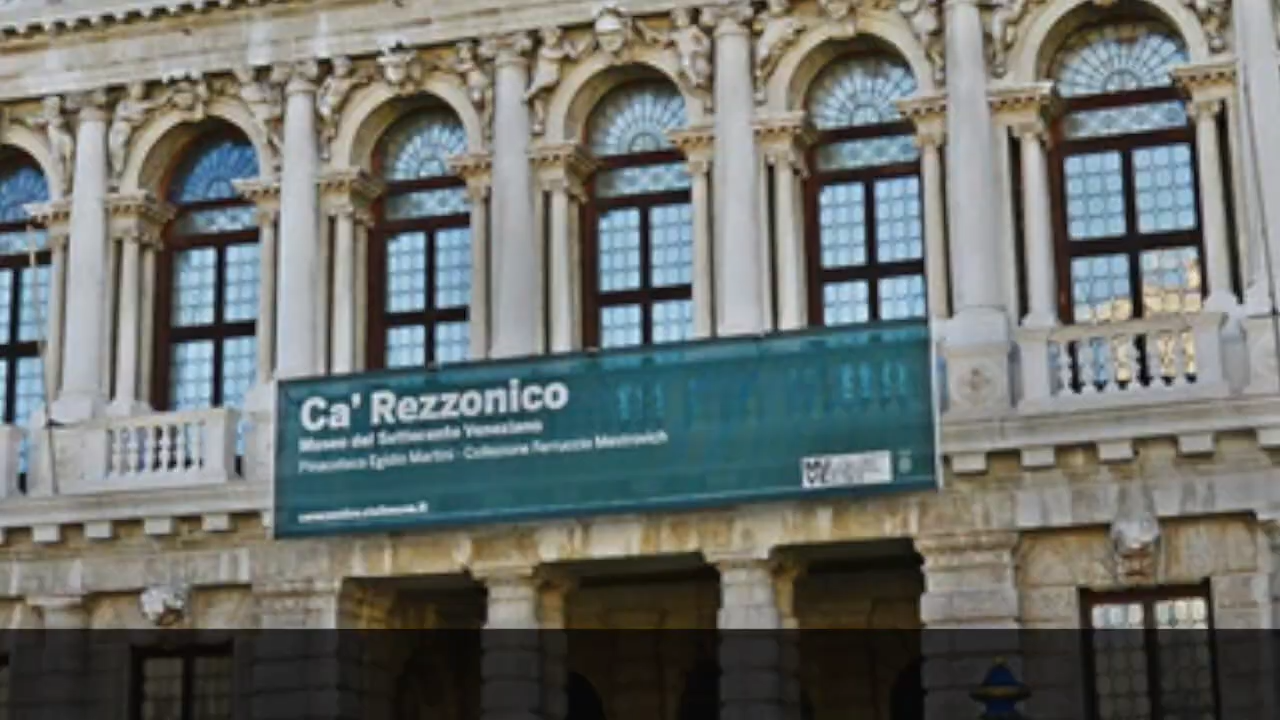 Ca' Rezzonico
Museo del Settecento Veneziano
Pinacoteca Egidio Martini - Collezione Ferruccio Mestrovich